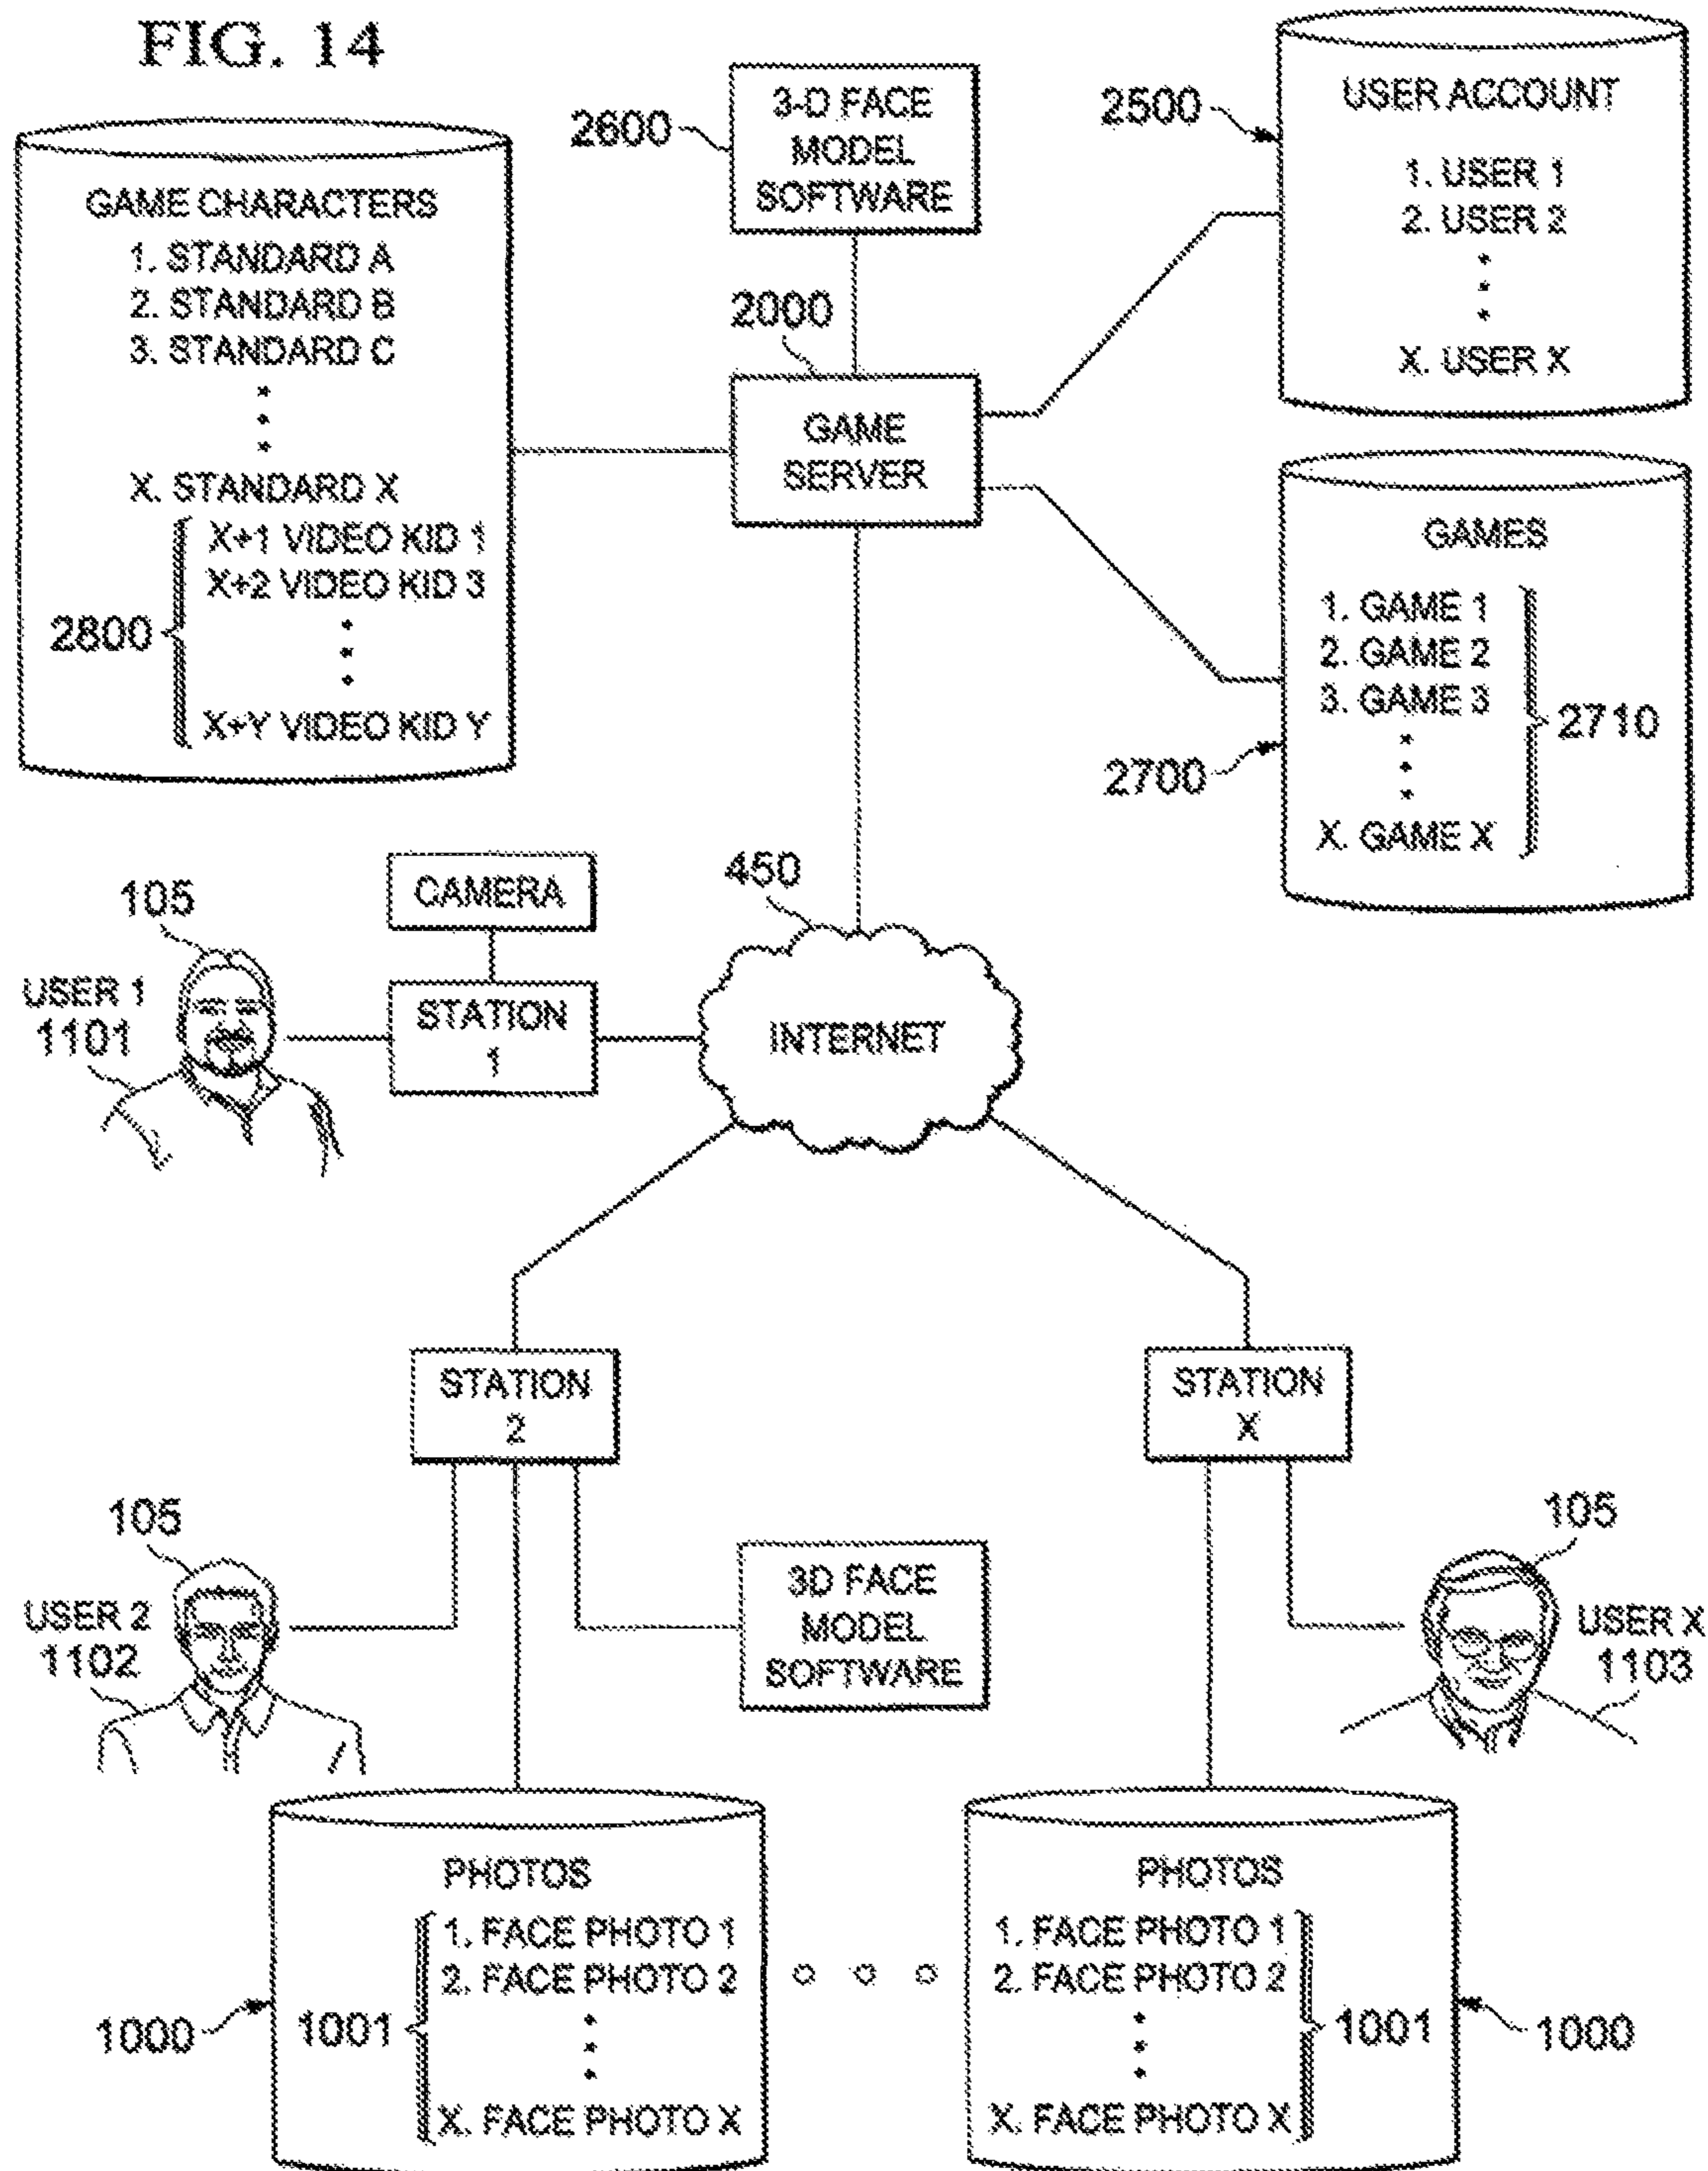 FIG. 14
GAME CHARACTERS
1. STANDARD A
2. STANDARD B
3. STANDARD C
X. STANDARD X
X+1 VIDEO KID 1
X+2 VIDEO KID 3
X+Y VIDEO KID Y
2800
2600
3-D FACE
MODEL
SOFTWARE
2000
GAME
SERVER
2500
USER ACCOUNT
1. USER 1
2. USER 2
X. USER X
GAMES
1. GAME 1
2. GAME 2
3. GAME 3
X. GAME X
2710
2700
105
USER 1
1101
CAMERA
STATION
1
450
INTERNET
STATION
2
STATION
X
105
USER 2
1102
3D FACE
MODEL
SOFTWARE
105
USER X
1103
PHOTOS
1. FACE PHOTO 1
2. FACE PHOTO 2
X. FACE PHOTO X
1000
1001
PHOTOS
1. FACE PHOTO 1
2. FACE PHOTO 2
X. FACE PHOTO X
1001
1000